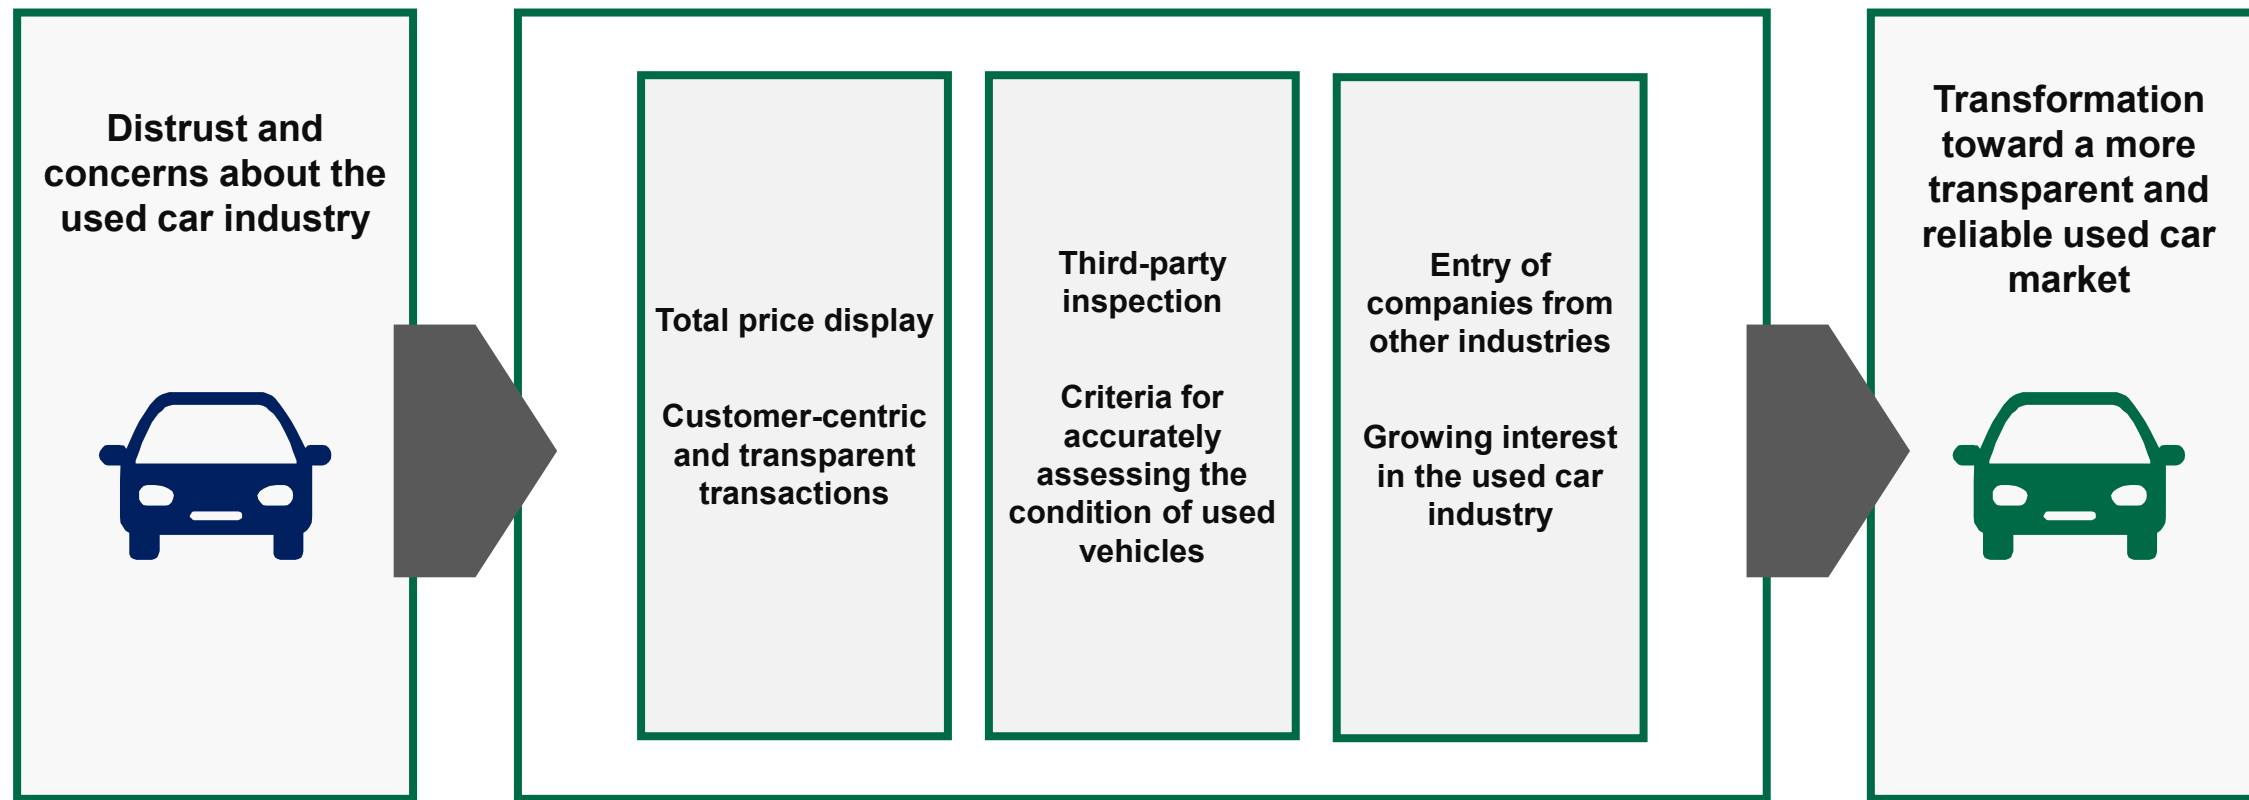 Distrust and
concerns about the
used car industry
Total price display
Customer-centric
and transparent
transactions
Third-party
inspection
Criteria for
accurately
assessing the
condition of used
vehicles
Entry of
companies from
other industries
Growing interest
in the used car
industry
Transformation
toward a more
transparent and
reliable used car
market